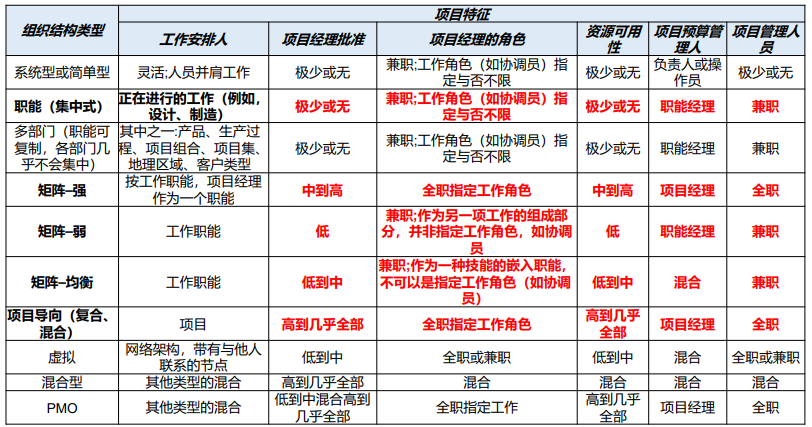 组织结构类型
项目特征
工作安排人
项目经理批准
项目经理的角色
资源可用
性
项目预算管
理人
项目管理人
员
系统型或简单型
灵活;人员并肩工作
极少或无
兼职;工作角色（如协调员）指
定与否不限
极少或无
负责人或操
作员
极少或无
职能（集中式）
正在进行的工作（例如，
设计、制造）
极少或无
兼职;工作角色（如协调员）指
定与否不限
极少或无
职能经理
兼职
多部门（职能可
复制，各部门几
乎不会集中）
其中之一:产品、生产过
程、项目组合、项目集、
地理区域、客户类型
极少或无
兼职;工作角色（如协调员）指
定与否不限
极少或无
职能经理
兼职
矩阵–强
按工作职能，项目经理
作为一个职能
中到高
全职指定工作角色
中到高
项目经理
全职
矩阵–弱
工作职能
低
兼职;作为另一项工作的组成部
分，并非指定工作角色，如协调
员
低
职能经理
兼职
矩阵–均衡
工作职能
低到中
兼职;作为一种技能的嵌入职能，
不可以是指定工作角色（如协调
员）
低到中
混合
兼职
项目导向（复合、
混合）
项目
高到几乎全部
全职指定工作角色
高到几乎
全部
项目经理
全职
虚拟
网络架构，带有与他人
联系的节点
低到中
全职或兼职
低到中
混合
全职或兼职
混合型
其他类型的混合
高到几乎全部
混合
混合
混合
混合
PMO
其他类型的混合
低到中混合高到
几乎全部
全职指定工作
高到几乎
全部
项目经理
全职